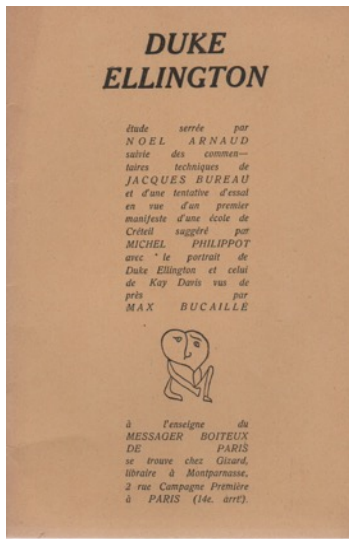 DUKE
ELLINGTON
étude serrée par
NOEL ARNAUD
suivie des commen—
taires techniques de
JACQUES BUREAU
et d'une tentative d'essai
en vue d'un premier
manifeste d'une école de
Créteil suggéré par
MICHEL PHILIPPOT
avec le portrait de
Duke Ellington et celui
de Kay Davis vus de
près par
MAX BUCAILLE
à l'enseigne du
MESSAGER BOITEUX
DE PARIS
se trouve chez Gizard,
libraire à Montparnasse,
2 rue Campagne Première
à PARIS (14e. arrt).